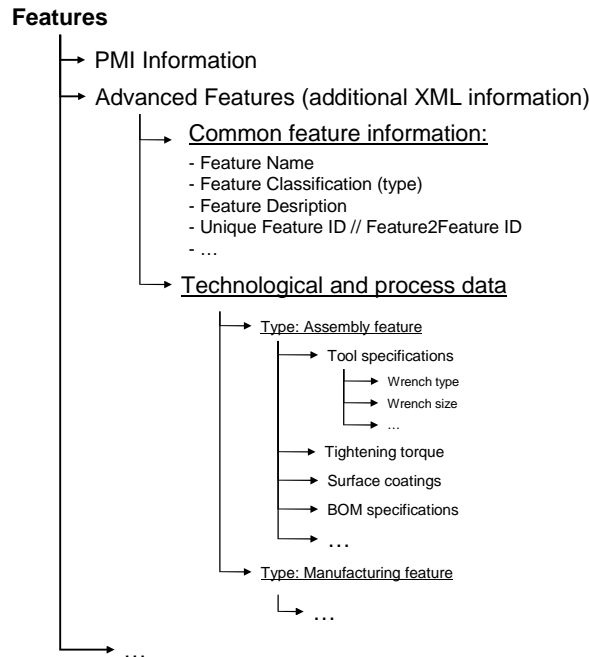 Features
PMI Information
Advanced Features (additional XML information)
Common feature information:
- Feature Name
- Feature Classification (type)
- Feature Desription
- Unique Feature ID // Feature2Feature ID
- …
Technological and process data
Type: Assembly feature
Tool specifications
Wrench type
Wrench size
…
Tightening torque
Surface coatings
BOM specifications
…
Type: Manufacturing feature
…
…